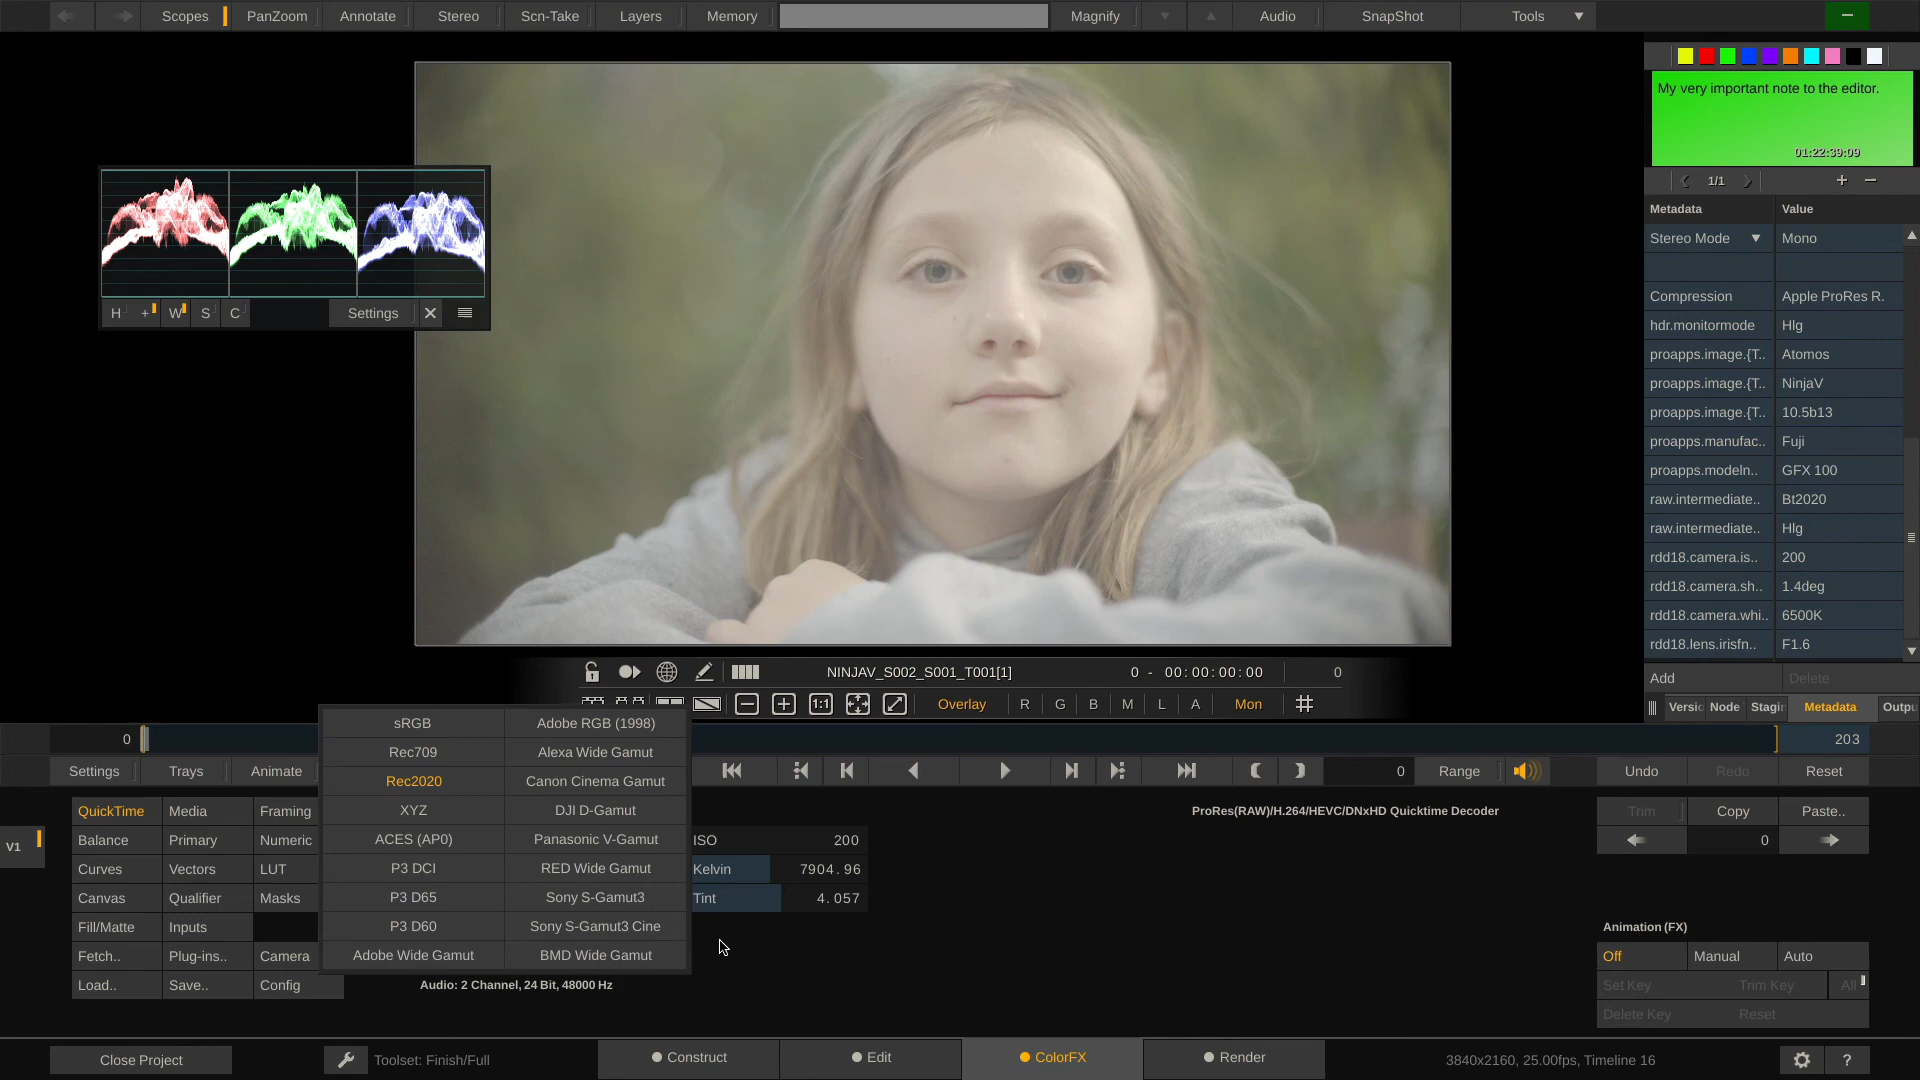 Scopes PanZoom Annotate Stereo Scn-Take Layers Memory Magnify Audio SnapShot Tools
My very important note to the editor.
01:22:39:09
1/1 + −
Metadata Value
Stereo Mode Mono
Compression Apple ProRes R.
hdr.monitormode Hlg
proapps.image.{T.. Atomos
proapps.image.{T.. NinjaV
proapps.image.{T.. 10.5b13
proapps.manufac.. Fuji
proapps.modeln.. GFX 100
raw.intermediate.. Bt2020
raw.intermediate.. Hlg
rdd18.camera.is.. 200
rdd18.camera.sh.. 1.4deg
rdd18.camera.whi.. 6500K
rdd18.lens.irisfn.. F1.6
Add Delete
Versic Node Stagin Metadata Outpu
H + W S C Settings
NINJAV_S002_S001_T001[1] 0 - 00:00:00:00 0
1:1 Overlay R G B M L A Mon
0 203
Settings Trays Animate 0 Range Undo Redo Reset
sRGB Adobe RGB (1998)
Rec709 Alexa Wide Gamut
Rec2020 Canon Cinema Gamut
XYZ DJI D-Gamut
ACES (AP0) Panasonic V-Gamut
P3 DCI RED Wide Gamut
P3 D65 Sony S-Gamut3
P3 D60 Sony S-Gamut3 Cine
Adobe Wide Gamut BMD Wide Gamut
V1
QuickTime Media Framing
Balance Primary Numeric
Curves Vectors LUT
Canvas Qualifier Masks
Fill/Matte Inputs
Fetch.. Plug-ins.. Camera
Load.. Save.. Config
ISO 200
Kelvin 7904.96
Tint 4.057
Audio: 2 Channel, 24 Bit, 48000 Hz
ProRes(RAW)/H.264/HEVC/DNxHD Quicktime Decoder
Trim Copy Paste..
0
Animation (FX)
Off Manual Auto
Set Key Trim Key All
Delete Key Reset
Close Project Toolset: Finish/Full Construct Edit ColorFX Render 3840x2160, 25.00fps, Timeline 16 ?